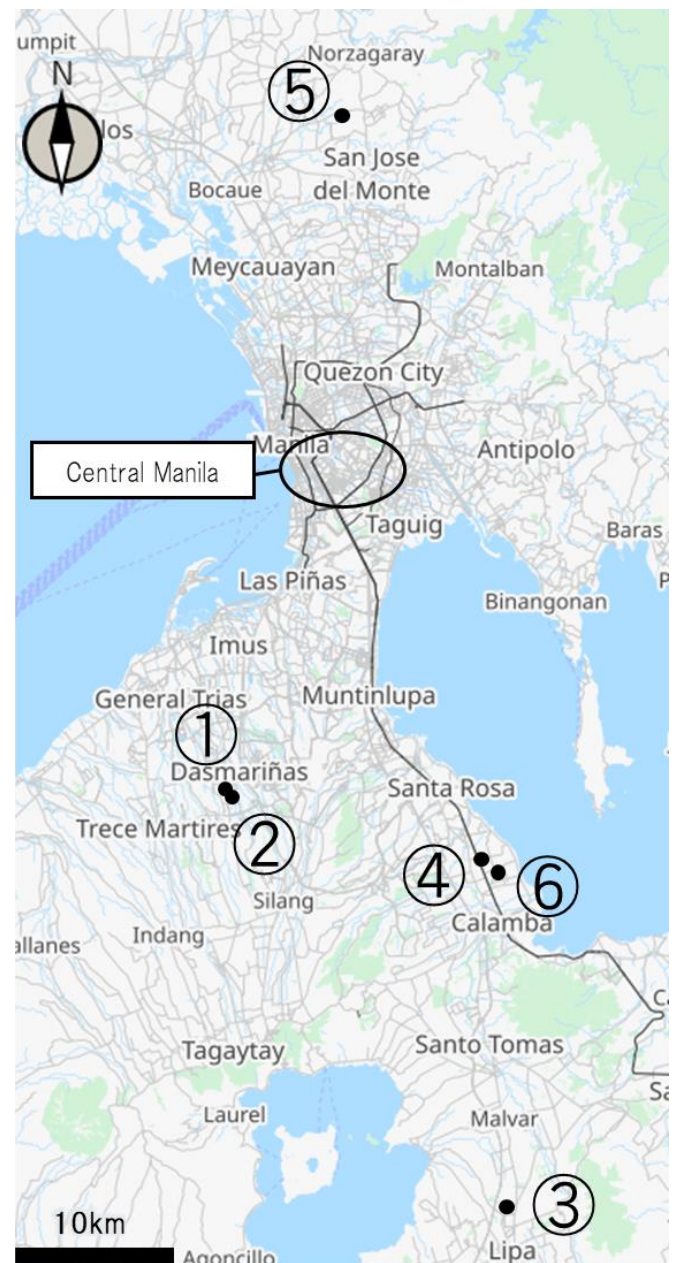 umpit
Norzagaray
N
⑤
los
San Jose
del Monte
Bocaue
Meycauayan
Montalban
Quezon City
Manila
Antipolo
Central Manila
Taguig
Baras
Las Piñas
Binangonan
P
Imus
General Trias
Muntinlupa
①
Dasmariñas
Santa Rosa
Trece Martires
②
④
⑥
Silang
Calamba
allanes
Indang
Ca
Tagaytay
Santo Tomas
Sa
Laurel
Malvar
③
10km
Lipa
Agoncillo